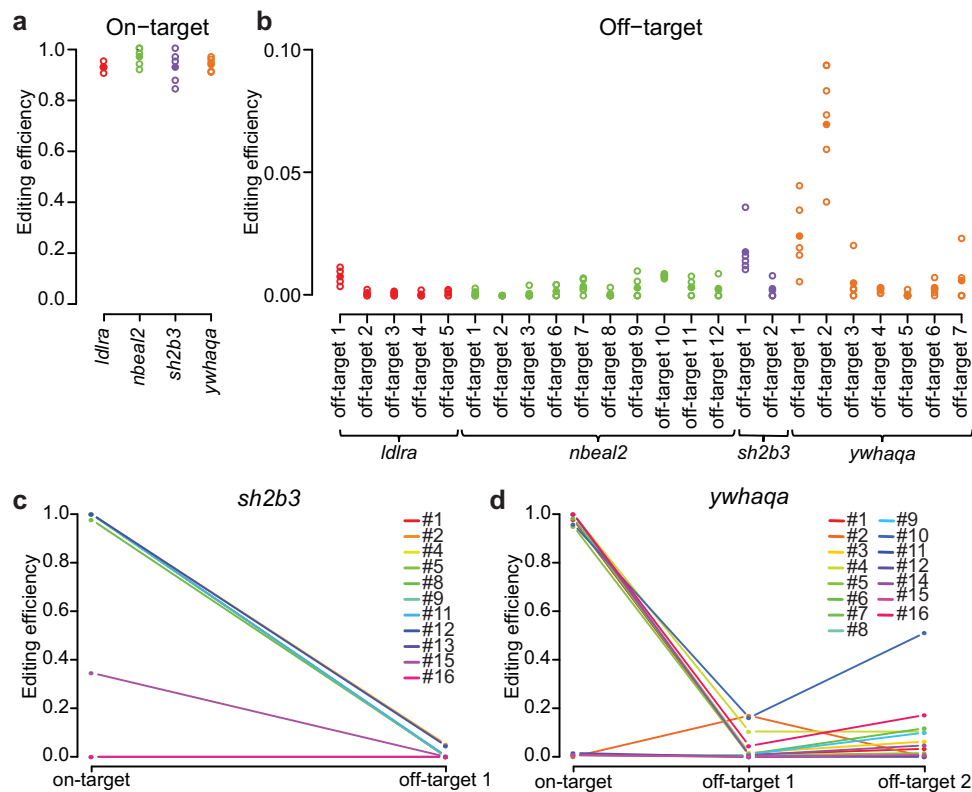 a
On-target
Editing efficiency
1.0
0.8
0.6
0.4
0.2
0.0
ldlra
nbeal2
sh2b3
ywhaqa
b
Off-target
Editing efficiency
0.10
0.05
0.00
off-target 1
off-target 2
off-target 3
off-target 4
off-target 5
off-target 1
off-target 2
off-target 3
off-target 6
off-target 7
off-target 8
off-target 9
off-target 10
off-target 11
off-target 12
off-target 1
off-target 2
off-target 1
off-target 2
off-target 3
off-target 4
off-target 5
off-target 6
off-target 7
ldlra
nbeal2
sh2b3
ywhaqa
c
sh2b3
Editing efficiency
1.0
0.8
0.6
0.4
0.2
0.0
on-target
off-target 1
#1
#2
#4
#5
#8
#9
#11
#12
#13
#15
#16
d
ywhaqa
Editing efficiency
1.0
0.8
0.6
0.4
0.2
0.0
on-target
off-target 1
off-target 2
#1
#2
#3
#4
#5
#6
#7
#8
#9
#10
#11
#12
#14
#15
#16